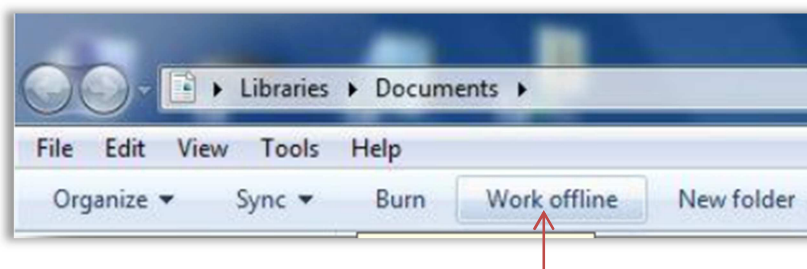 Libraries Documents
File Edit View Tools Help
Organize Sync Burn Work offline New folder